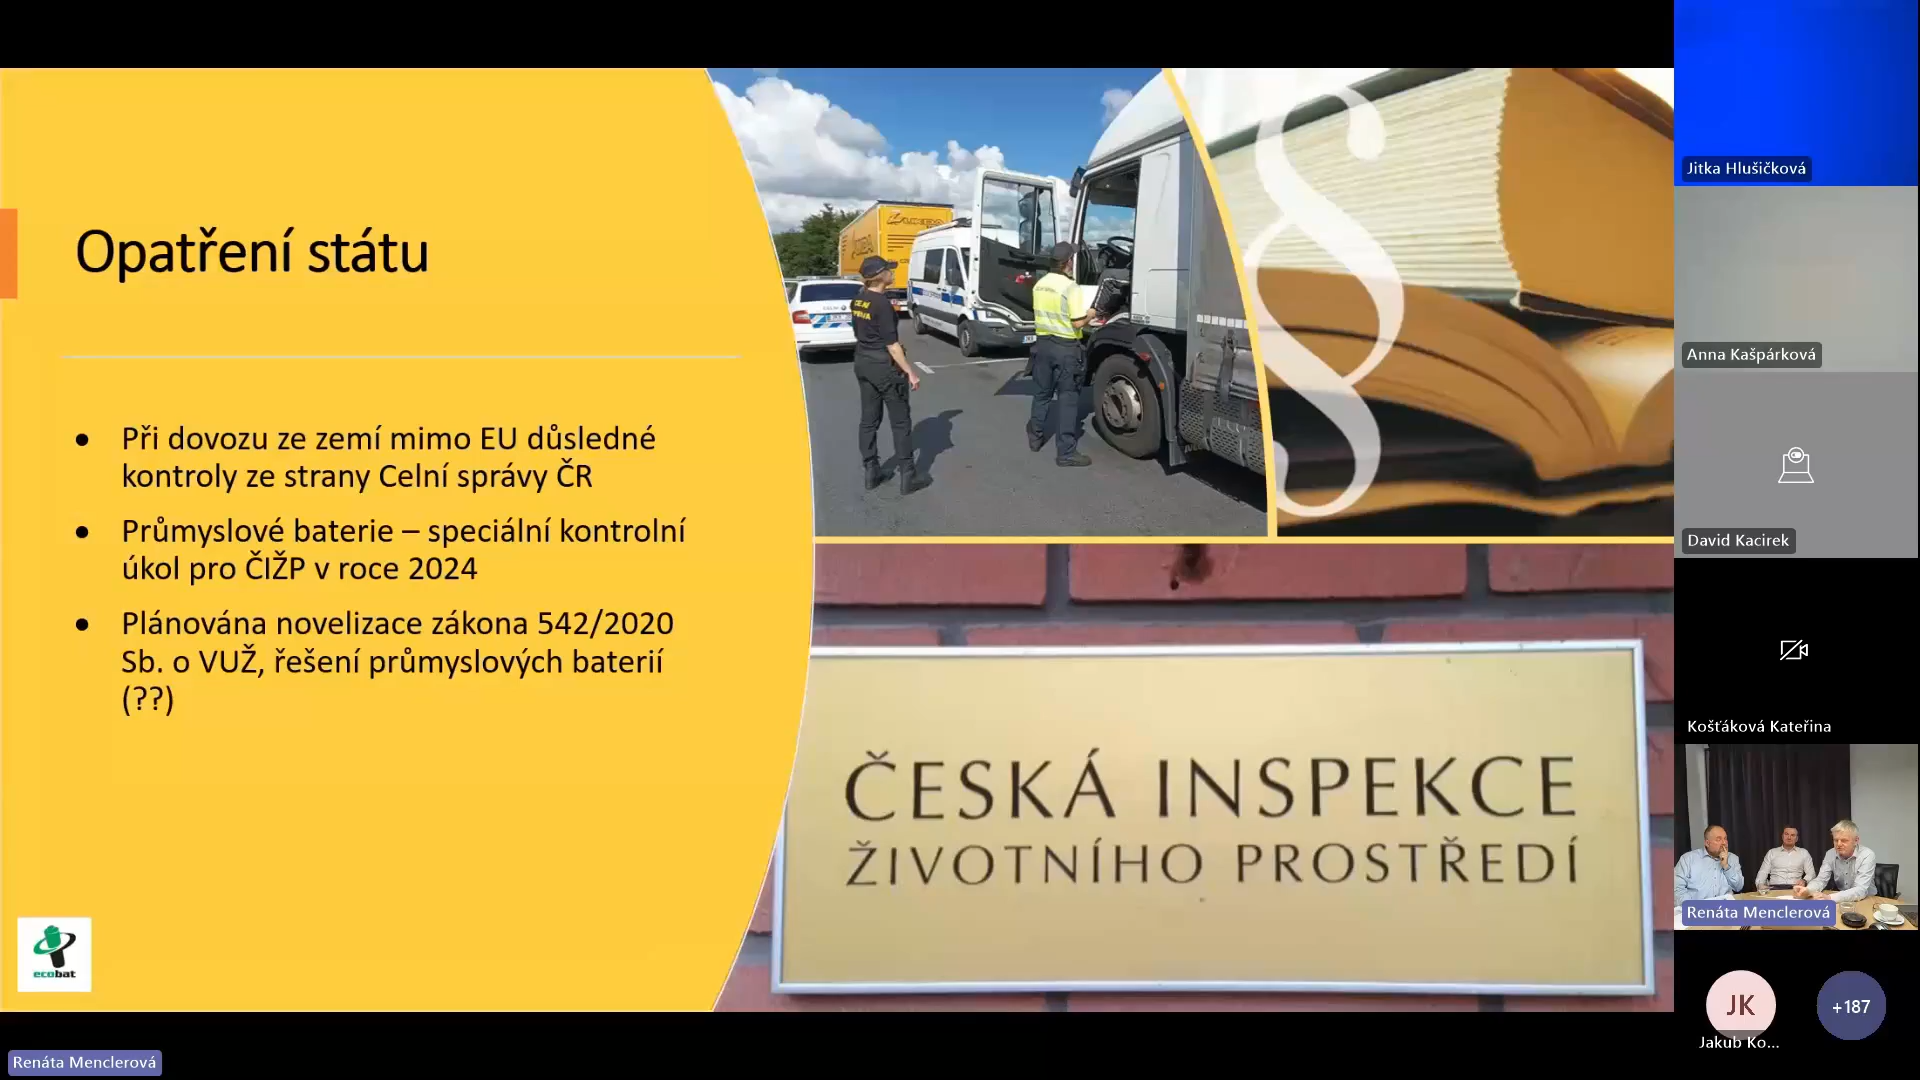 Opatření státu
• Při dovozu ze zemí mimo EU důsledné
kontroly ze strany Celní správy ČR
• Průmyslové baterie – speciální kontrolní
úkol pro ČIŽP v roce 2024
• Plánována novelizace zákona 542/2020
Sb. o VUŽ, řešení průmyslových baterií
(??)
§
ČESKÁ INSPEKCE
ŽIVOTNÍHO PROSTŘEDÍ
ecobat
Renáta Menclerová
Jitka Hlušičková
Anna Kašpárková
David Kacirek
Košťáková Kateřina
Renáta Menclerová
JK
Jakub Ko...
+187